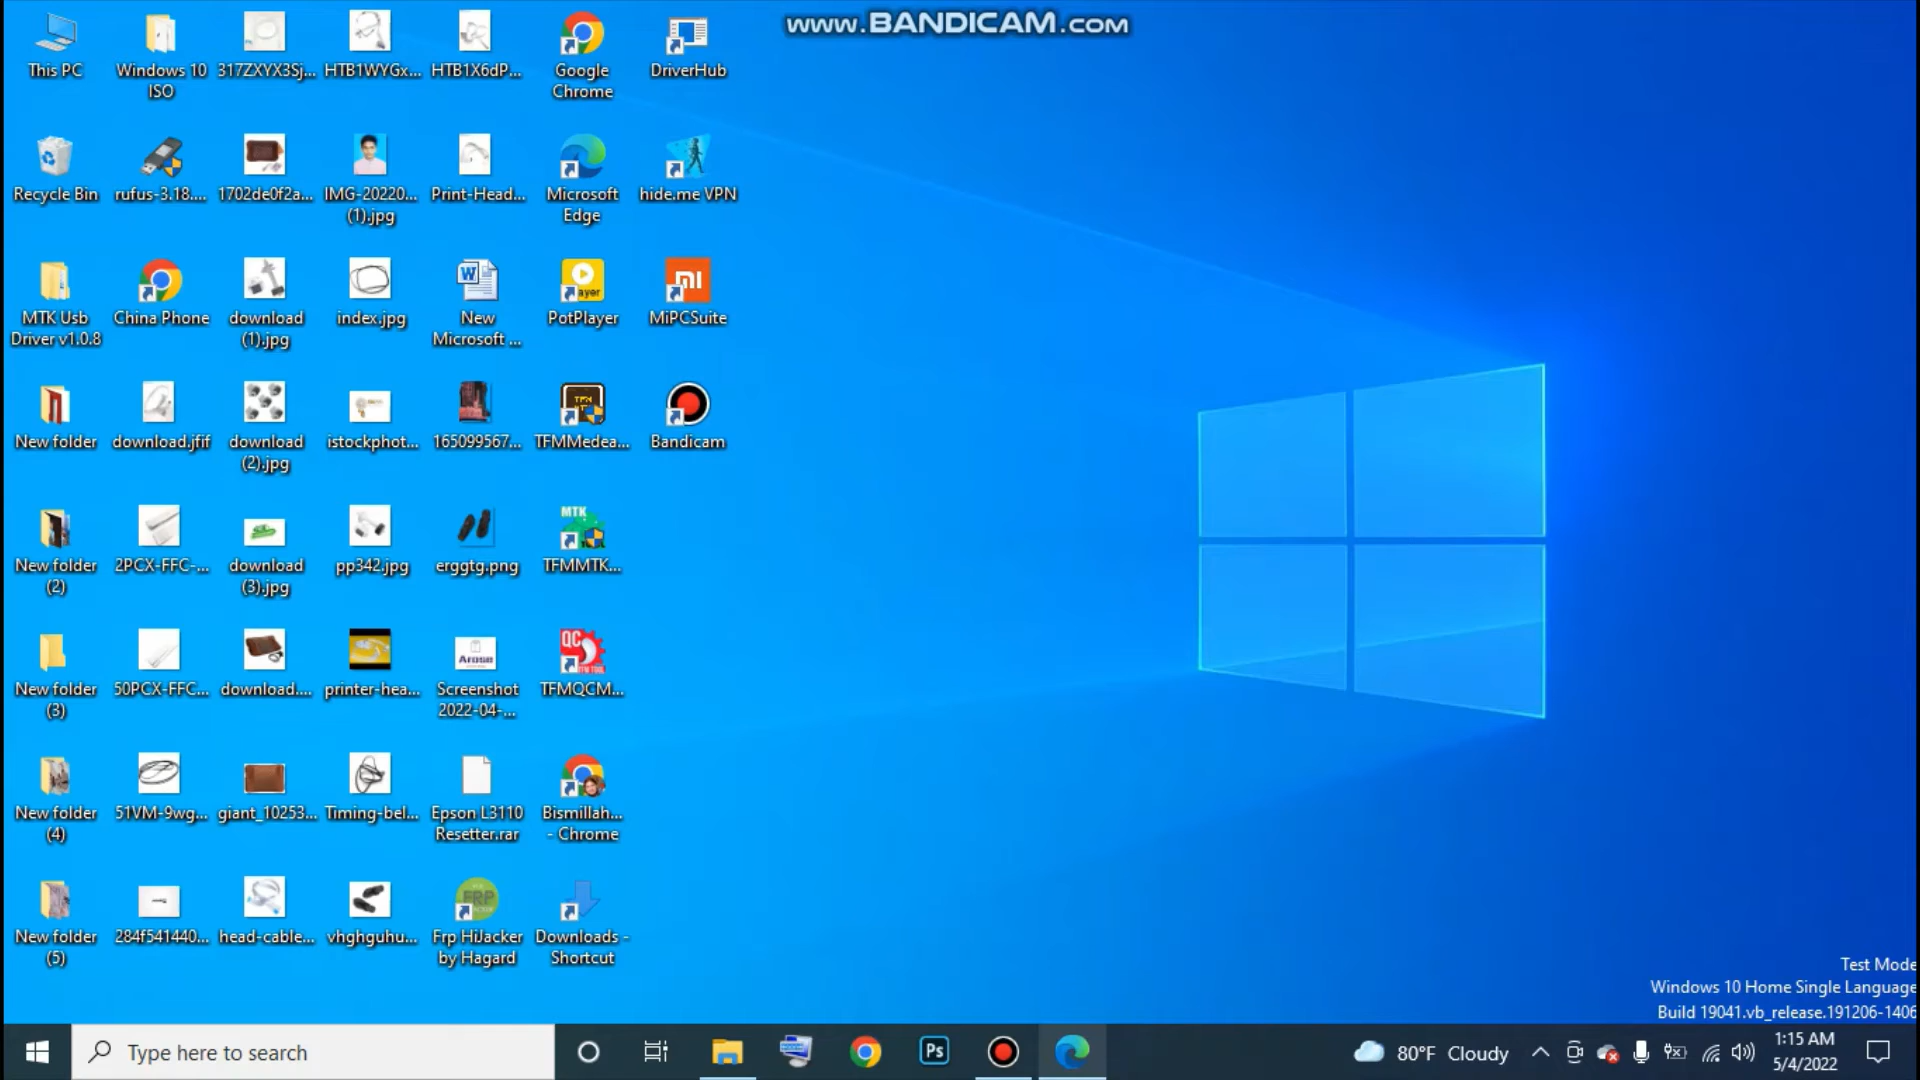 www.BANDICAM.com
This PC
Windows 10
ISO
317ZXYX3Sj...
HTB1WYGx...
HTB1X6dP...
Google
Chrome
DriverHub
Recycle Bin
rufus-3.18....
1702de0f2a...
IMG-20220...
(1).jpg
Print-Head...
Microsoft
Edge
hide.me VPN
MTK Usb
Driver v1.0.8
China Phone
download
(1).jpg
index.jpg
New
Microsoft ...
PotPlayer
MiPCSuite
New folder
download.jfif
download
(2).jpg
istockphot...
165099567...
TFMMedea...
Bandicam
New folder
(2)
2PCX-FFC-...
download
(3).jpg
pp342.jpg
erggtg.png
MTK
TFMMTK...
New folder
(3)
50PCX-FFC...
download....
printer-hea...
Arose
Screenshot
2022-04-...
QC
TFMQCM...
New folder
(4)
51VM-9wg...
giant_10253...
Timing-bel...
Epson L3110
Resetter.rar
Bismillah...
- Chrome
New folder
(5)
284f541440...
head-cable...
vhghguhu...
FRP
Frp HiJacker
by Hagard
Downloads -
Shortcut
Test Mode
Windows 10 Home Single Language
Build 19041.vb_release.191206-1406
Type here to search
Ps
80°F Cloudy
1:15 AM
5/4/2022